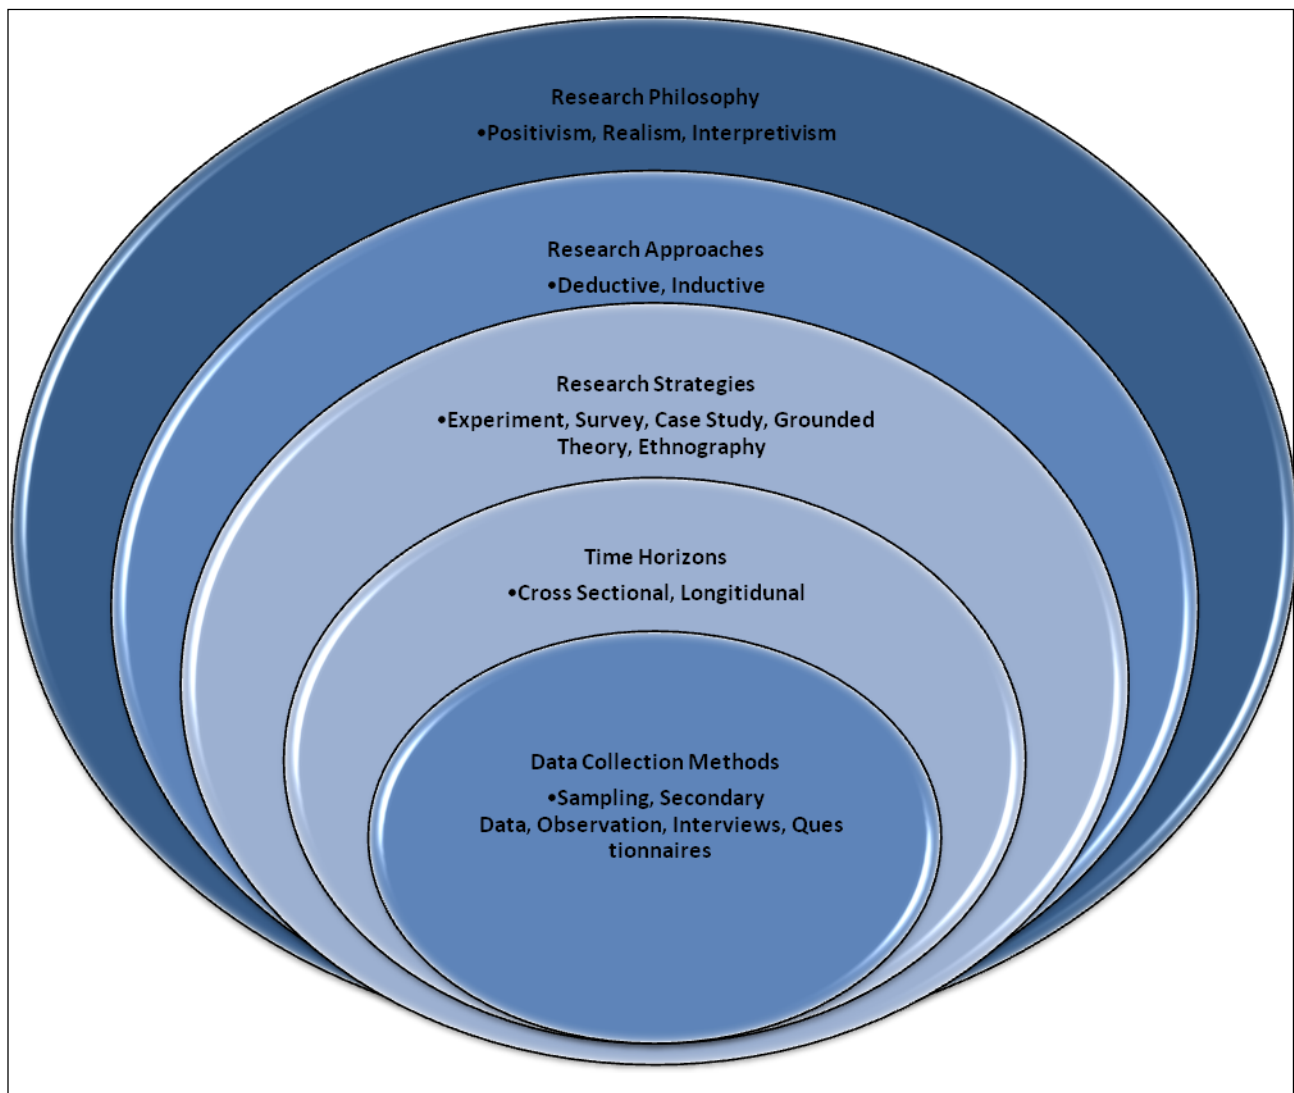 Research Philosophy
•Positivism, Realism, Interpretivism
Research Approaches
•Deductive, Inductive
Research Strategies
•Experiment, Survey, Case Study, Grounded
Theory, Ethnography
Time Horizons
•Cross Sectional, Longitidunal
Data Collection Methods
•Sampling, Secondary
Data, Observation, Interviews, Ques
tionnaires